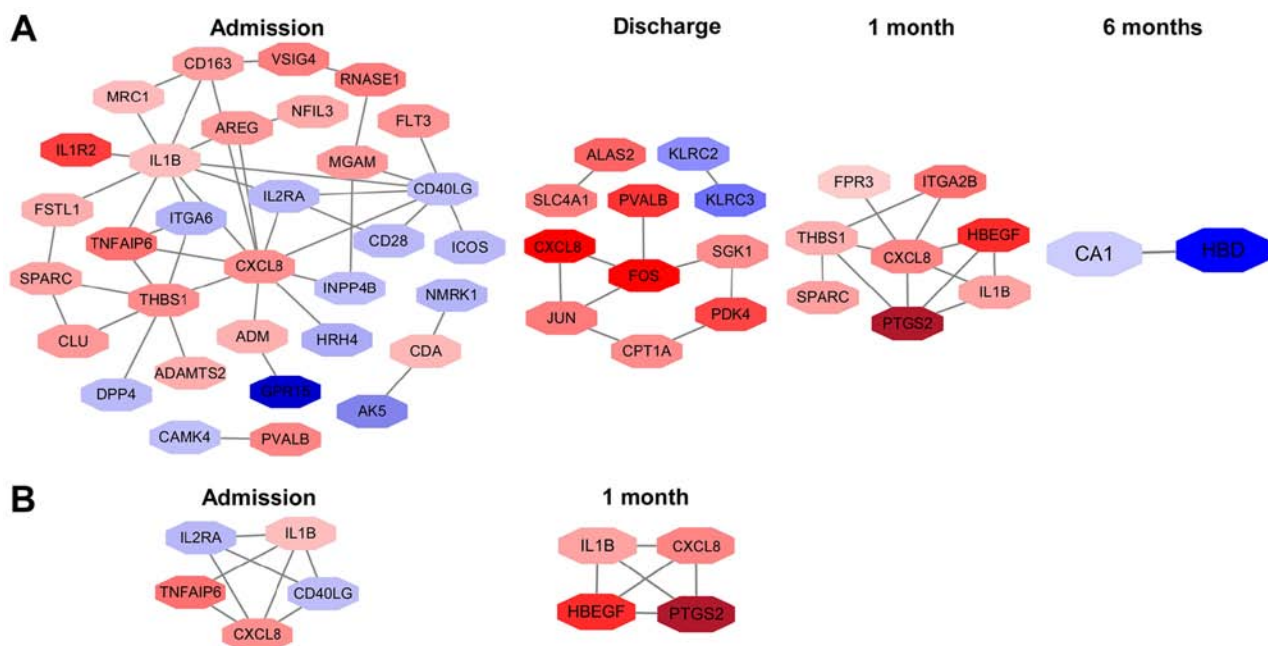 A
Admission
Discharge
1 month
6 months
CD163
VSIG4
RNASE1
MRC1
NFIL3
AREG
FLT3
IL1R2
IL1B
MGAM
IL2RA
CD40LG
FSTL1
ITGA6
TNFAIP6
CD28
ICOS
CXCL8
SPARC
INPP4B
THBS1
NMRK1
CLU
ADM
HRH4
CDA
ADAMTS2
DPP4
GPR15
AK5
CAMK4
PVALB
ALAS2
KLRC2
SLC4A1
PVALB
KLRC3
CXCL8
SGK1
FOS
JUN
PDK4
CPT1A
FPR3
ITGA2B
THBS1
HBEGF
CXCL8
SPARC
IL1B
PTGS2
CA1
HBD
B
Admission
1 month
IL2RA
IL1B
TNFAIP6
CD40LG
CXCL8
IL1B
CXCL8
HBEGF
PTGS2